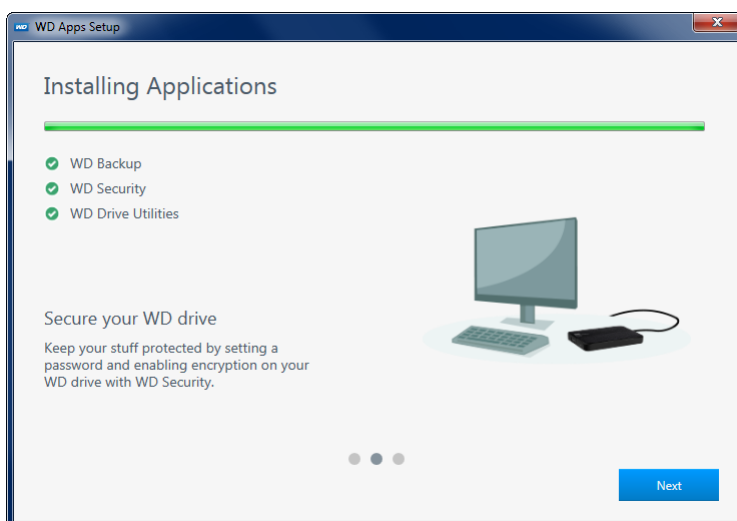 WD WD Apps Setup
Installing Applications
WD Backup
WD Security
WD Drive Utilities
Secure your WD drive
Keep your stuff protected by setting a
password and enabling encryption on your
WD drive with WD Security.
Next